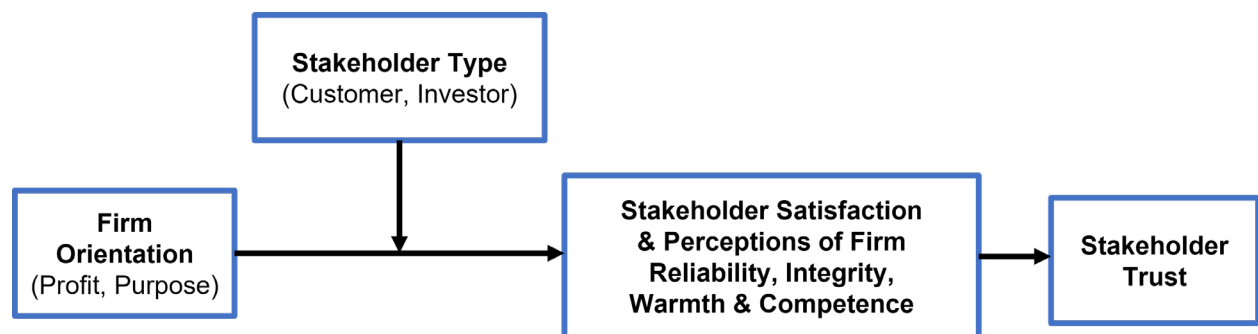 Stakeholder Type
(Customer, Investor)
Firm
Orientation
(Profit, Purpose)
Stakeholder Satisfaction
& Perceptions of Firm
Reliability, Integrity,
Warmth & Competence
Stakeholder
Trust